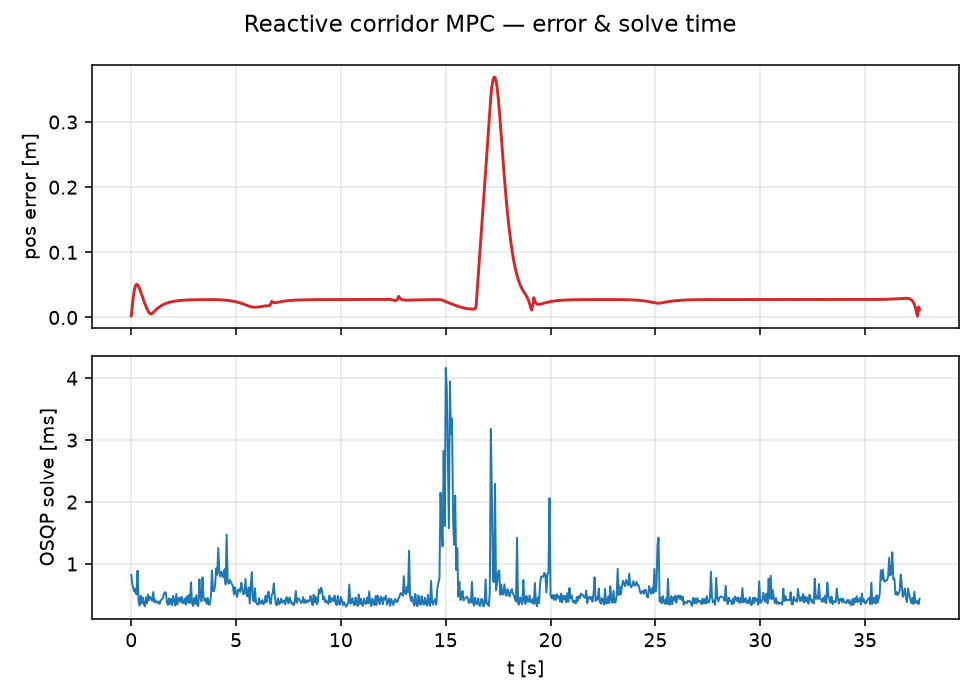 Reactive corridor MPC — error & solve time
pos error [m]
0.3
0.2
0.1
0.0
OSQP solve [ms]
4
3
2
1
0 5 10 15 20 25 30 35
t [s]